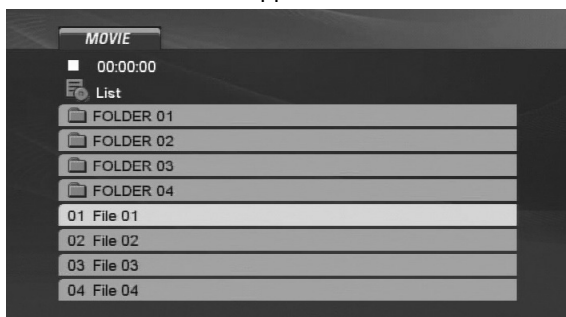 MOVIE
00:00:00
List
FOLDER 01
FOLDER 02
FOLDER 03
FOLDER 04
01 File 01
02 File 02
03 File 03
04 File 04